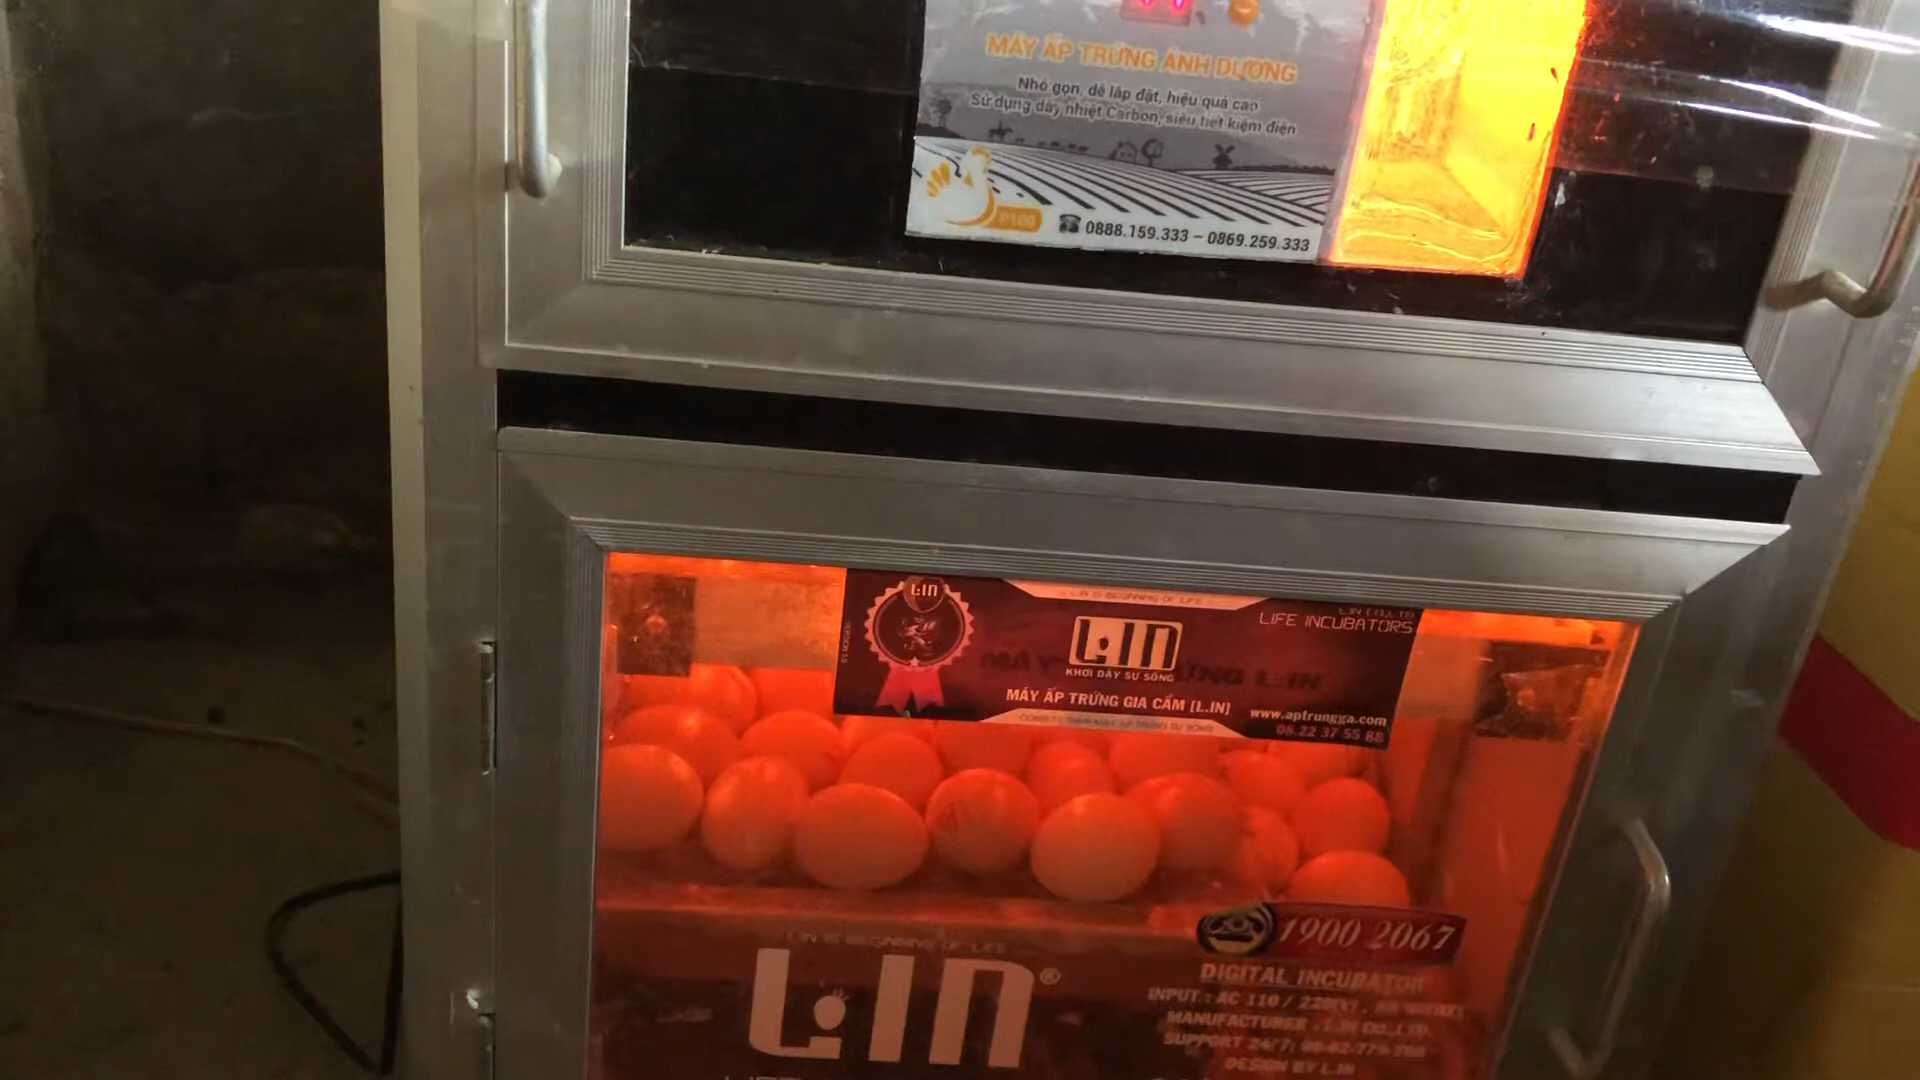 MÁY ẤP TRỨNG ÁNH DƯƠNG
Nhỏ gọn, dễ lắp đặt, hiệu quả cao
Sử dụng dây nhiệt Carbon, siêu tiết kiệm điện
P100
0888.159.333 – 0869.259.333
L.IN
L.IN IS BEGINNING OF LIFE
LIFE INCUBATORS
VERSION
L.IN
KHƠI DẬY SỰ SỐNG
MÁY ẤP TRỨNG GIA CẦM [L.IN]
www.aptrungga.com
08.22 37 55 88
1900 2067
L.IN IS BEGINNING OF LIFE
L.IN®
DIGITAL INCUBATOR
INPUT : AC 110 /
MANUFACTURER : L.IN CO.,LTD.
SUPPORT 24/7:
DESIGN BY L.IN